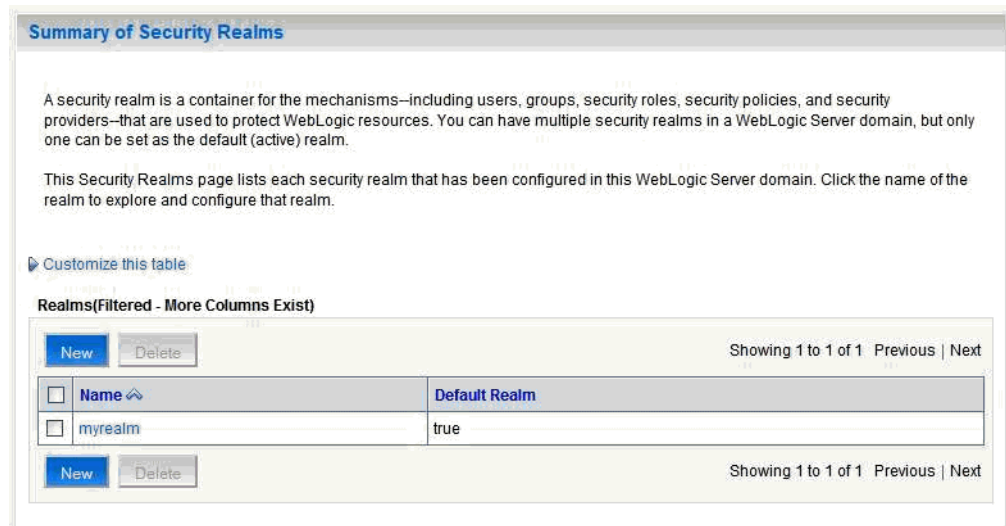 Summary of Security Realms
A security realm is a container for the mechanisms--including users, groups, security roles, security policies, and security
providers--that are used to protect WebLogic resources. You can have multiple security realms in a WebLogic Server domain, but only
one can be set as the default (active) realm.
This Security Realms page lists each security realm that has been configured in this WebLogic Server domain. Click the name of the
realm to explore and configure that realm.
Customize this table
Realms(Filtered - More Columns Exist)
New Delete Showing 1 to 1 of 1 Previous | Next
Name Default Realm
myrealm true
New Delete Showing 1 to 1 of 1 Previous | Next